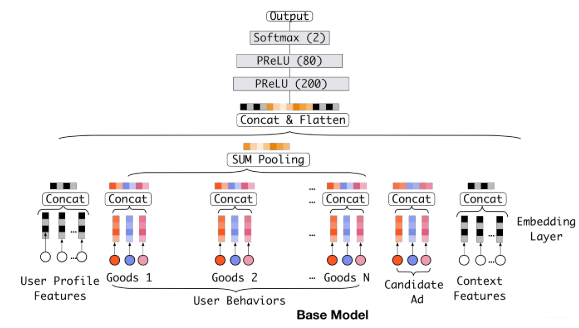 Output
Softmax (2)
PReLU (80)
PReLU (200)
Concat & Flatten
SUM Pooling
...
Concat Concat Concat ... Concat Concat Concat
Embedding
Layer
... ... ...
User Profile
Features
Goods 1 Goods 2 ... Goods N
User Behaviors
Candidate
Ad
Context
Features
Base Model